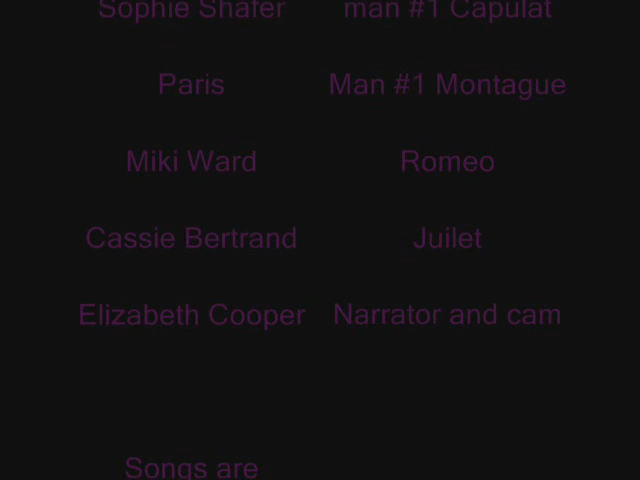 Sophie Shafer man #1 Capulat
Paris Man #1 Montague
Miki Ward Romeo
Cassie Bertrand Juilet
Elizabeth Cooper Narrator and cam
Songs are